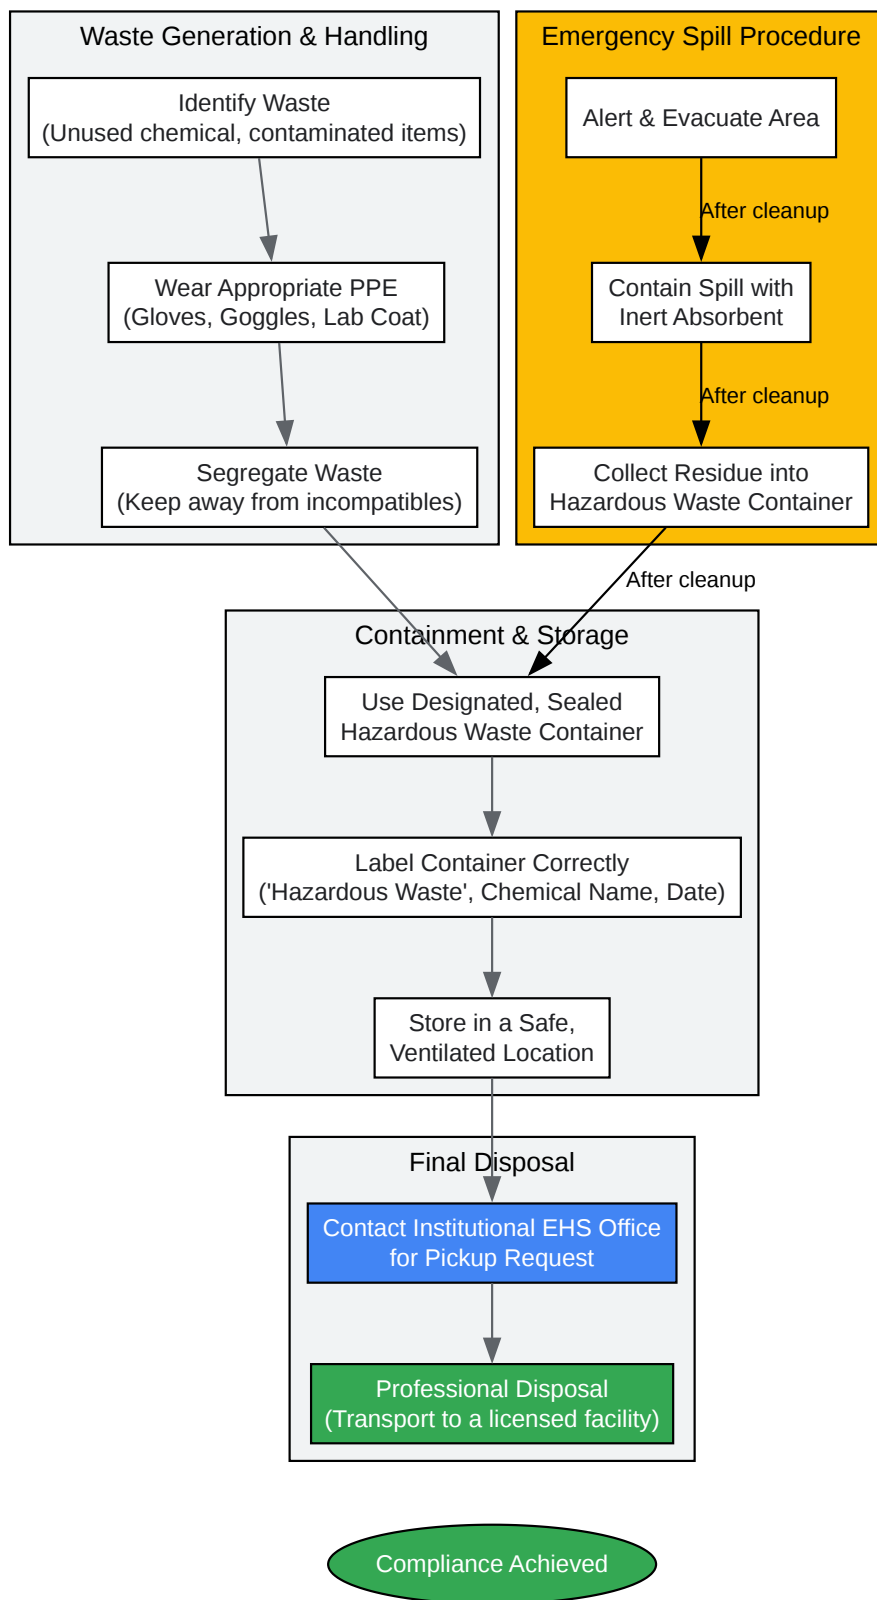 Waste Generation & Handling
Identify Waste
(Unused chemical, contaminated items)
Wear Appropriate PPE
(Gloves, Goggles, Lab Coat)
Segregate Waste
(Keep away from incompatibles)
Emergency Spill Procedure
Alert & Evacuate Area
After cleanup
Contain Spill with
Inert Absorbent
After cleanup
Collect Residue into
Hazardous Waste Container
After cleanup
Containment & Storage
Use Designated, Sealed
Hazardous Waste Container
Label Container Correctly
('Hazardous Waste', Chemical Name, Date)
Store in a Safe,
Ventilated Location
Final Disposal
Contact Institutional EHS Office
for Pickup Request
Professional Disposal
(Transport to a licensed facility)
Compliance Achieved